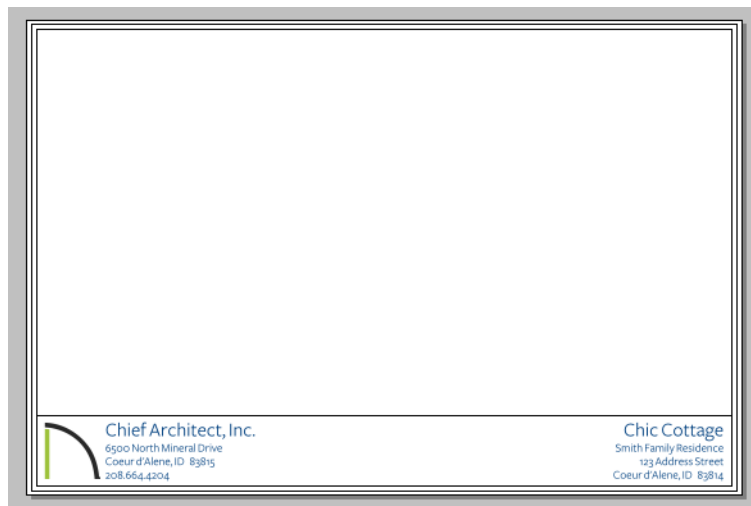 Chief Architect, Inc.
6500 North Mineral Drive
Coeur d'Alene, ID 83815
208.664.4204
Chic Cottage
Smith Family Residence
123 Address Street
Coeur d'Alene, ID 83814